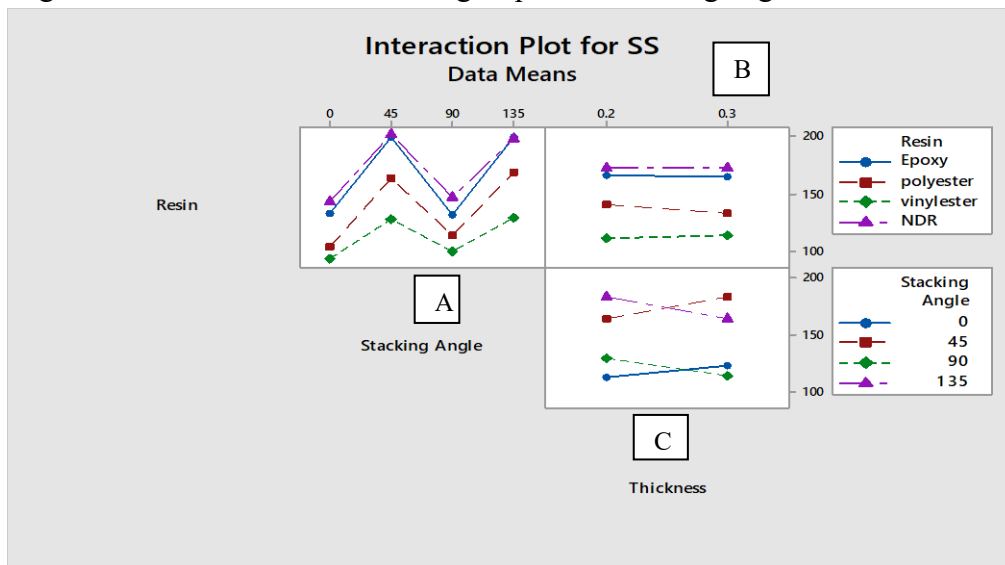 Interaction Plot for SS
Data Means
B
0 45 90 135 0.2 0.3
200
150
100
Resin
Epoxy
polyester
vinylester
NDR
Resin
200
150
100
Stacking
Angle
0
45
90
135
A
Stacking Angle
C
Thickness